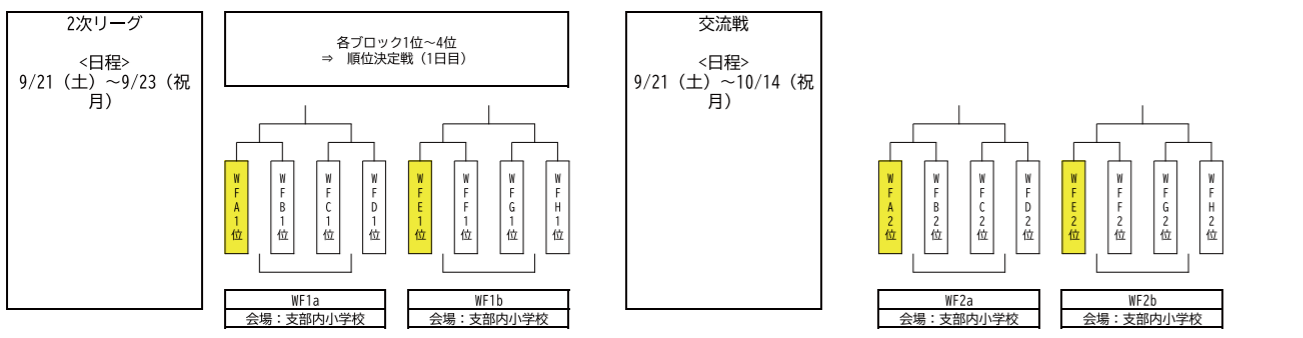 2次リーグ
<日程>
9/21（土）～9/23（祝
月）
各ブロック1位～4位
⇒　順位決定戦（1日目）
WFA1位
WFB1位
WFC1位
WFD1位
WFE1位
WFF1位
WFG1位
WFH1位
WF1a
会場：支部内小学校
WF1b
会場：支部内小学校
交流戦
<日程>
9/21（土）～10/14（祝
月）
WFA2位
WFB2位
WFC2位
WFD2位
WFE2位
WFF2位
WFG2位
WFH2位
WF2a
会場：支部内小学校
WF2b
会場：支部内小学校